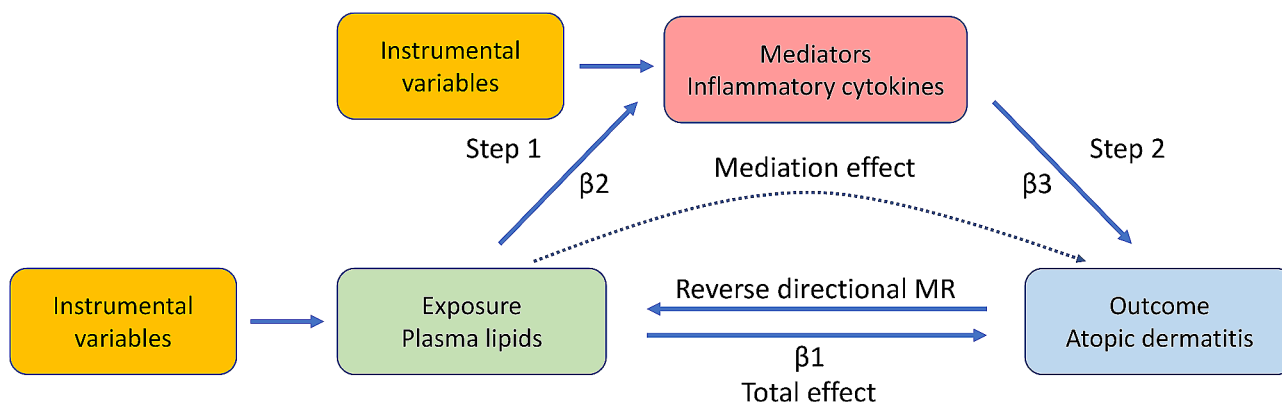 Instrumental
variables
Mediators
Inflammatory cytokines
Step 1
Step 2
β2
Mediation effect
β3
Instrumental
variables
Exposure
Plasma lipids
Reverse directional MR
β1
Total effect
Outcome
Atopic dermatitis